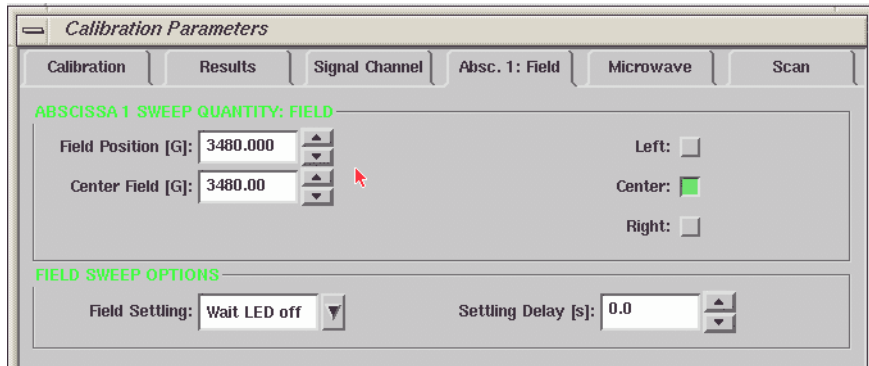 Calibration Parameters
Calibration Results Signal Channel Absc. 1: Field Microwave Scan
ABSCISSA 1 SWEEP QUANTITY: FIELD
Field Position [G]: 3480.000 Left:
Center Field [G]: 3480.00 Center:
Right:
FIELD SWEEP OPTIONS
Field Settling: Wait LED off Settling Delay [s]: 0.0